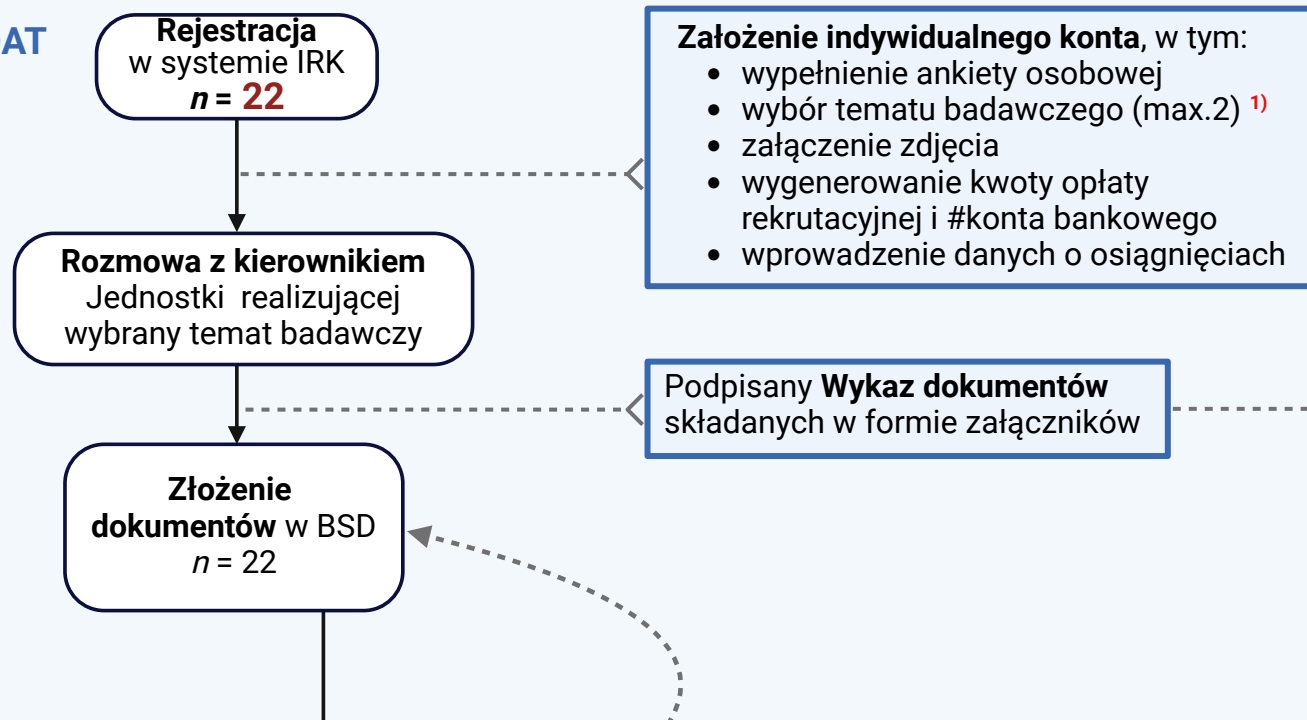 AT
Rejestracja
w systemie IRK
n = 22
Założenie indywidualnego konta, w tym:
• wypełnienie ankiety osobowej
• wybór tematu badawczego (max.2) 1)
• załączenie zdjęcia
• wygenerowanie kwoty opłaty
rekrutacyjnej i #konta bankowego
• wprowadzenie danych o osiągnięciach
Rozmowa z kierownikiem
Jednostki realizującej
wybrany temat badawczy
Podpisany Wykaz dokumentów
składanych w formie załączników
Złożenie
dokumentów w BSD
n = 22